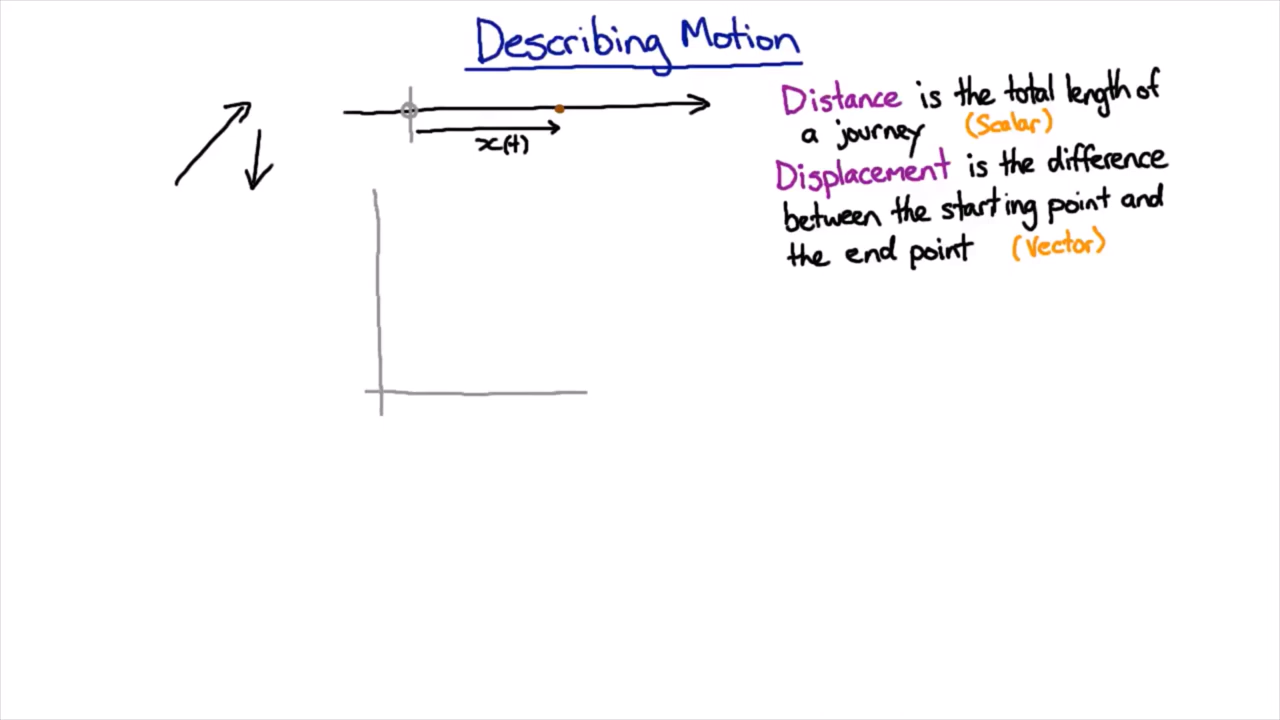 Describing Motion
x(t)
Distance is the total length of
a journey (Scalar)
Displacement is the difference
between the starting point and
the end point (Vector)